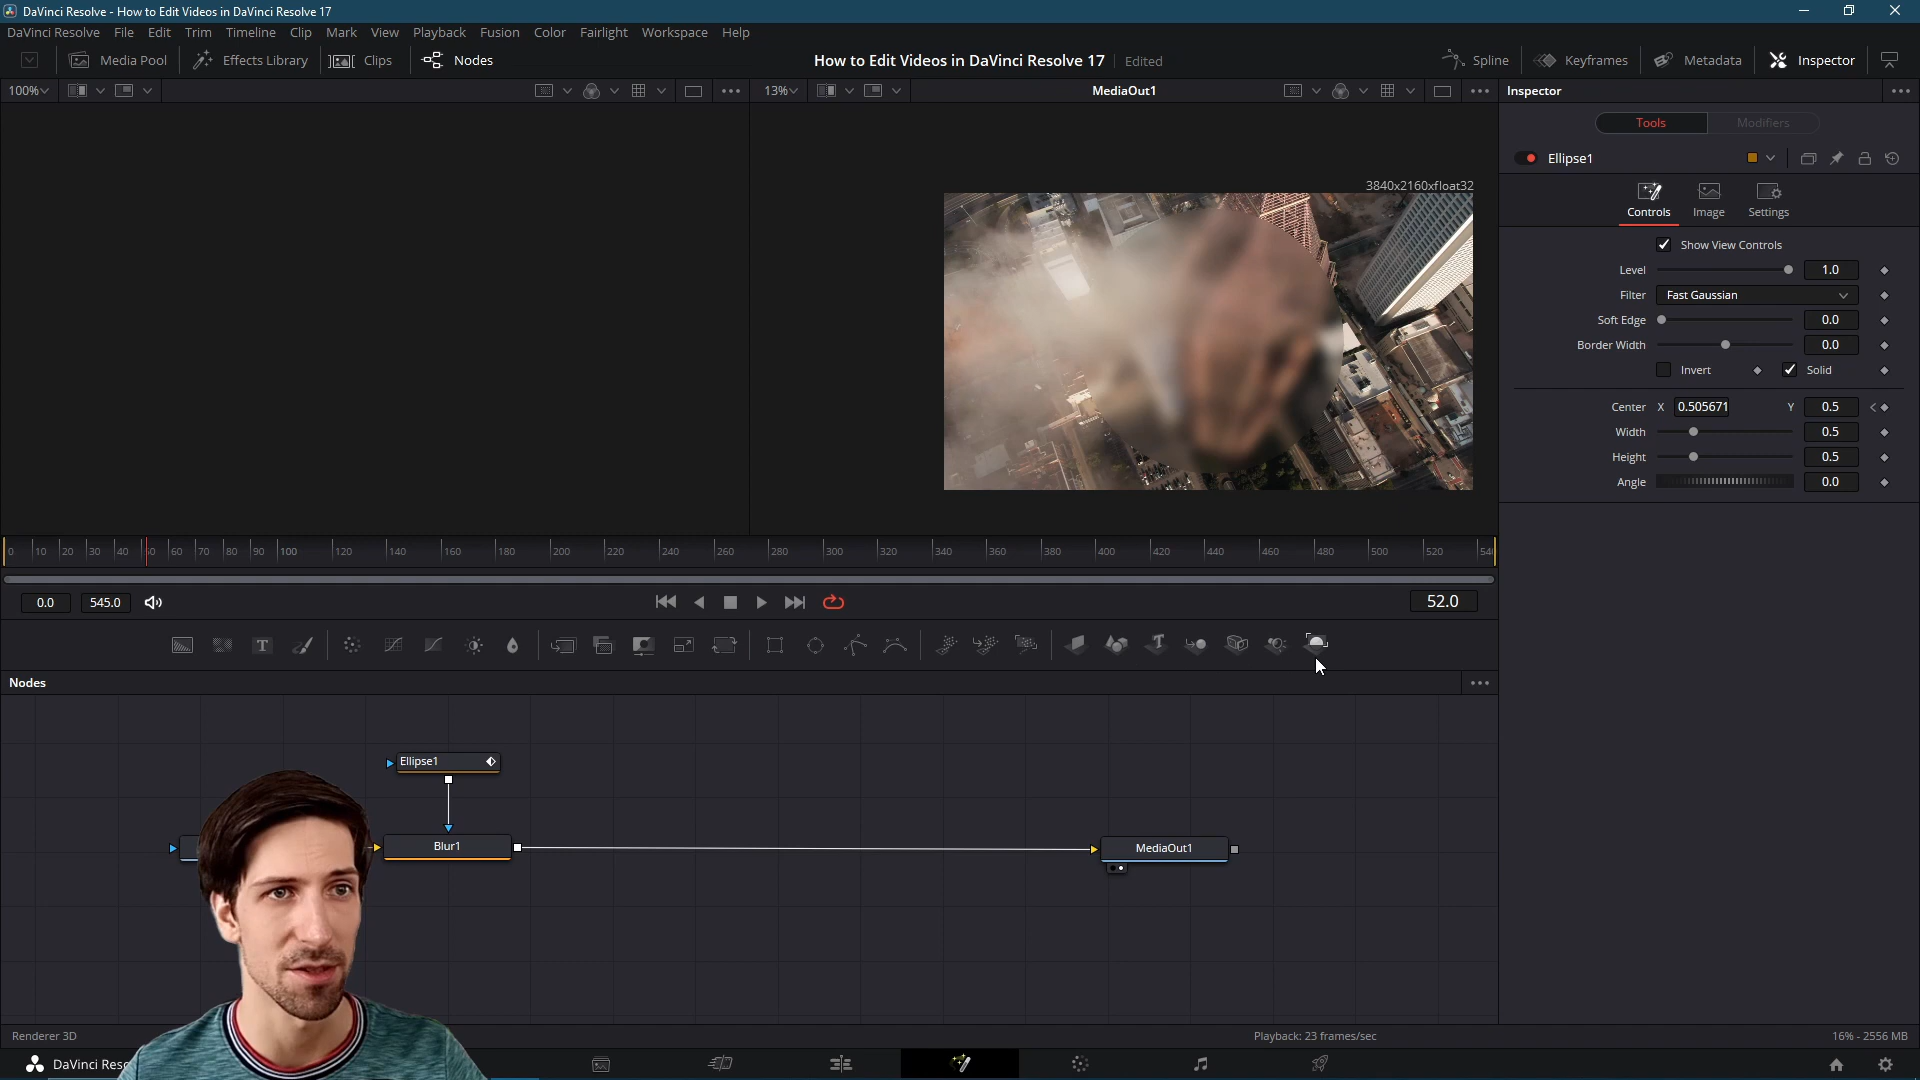 DaVinci Resolve - How to Edit Videos in DaVinci Resolve 17
DaVinci Resolve File Edit Trim Timeline Clip Mark View Playback Fusion Color Fairlight Workspace Help
Media Pool Effects Library Clips Nodes How to Edit Videos in DaVinci Resolve 17 Edited Spline Keyframes Metadata Inspector
100% 13% MediaOut1 Inspector
Tools Modifiers
Ellipse1
3840x2160xfloat32
Controls Image Settings
Show View Controls
Level 1.0
Filter Fast Gaussian
Soft Edge 0.0
Border Width 0.0
Invert Solid
Center X 0.505671 Y 0.5
Width 0.5
Height 0.5
Angle 0.0
0 10 20 30 40 50 60 70 80 90 100 120 140 160 180 200 220 240 260 280 300 320 340 360 380 400 420 440 460 480 500 520 54
0.0 545.0 52.0
Nodes
Ellipse1
Blur1 MediaOut1
Renderer 3D Playback: 23 frames/sec 16% - 2556 MB
DaVinci Reso